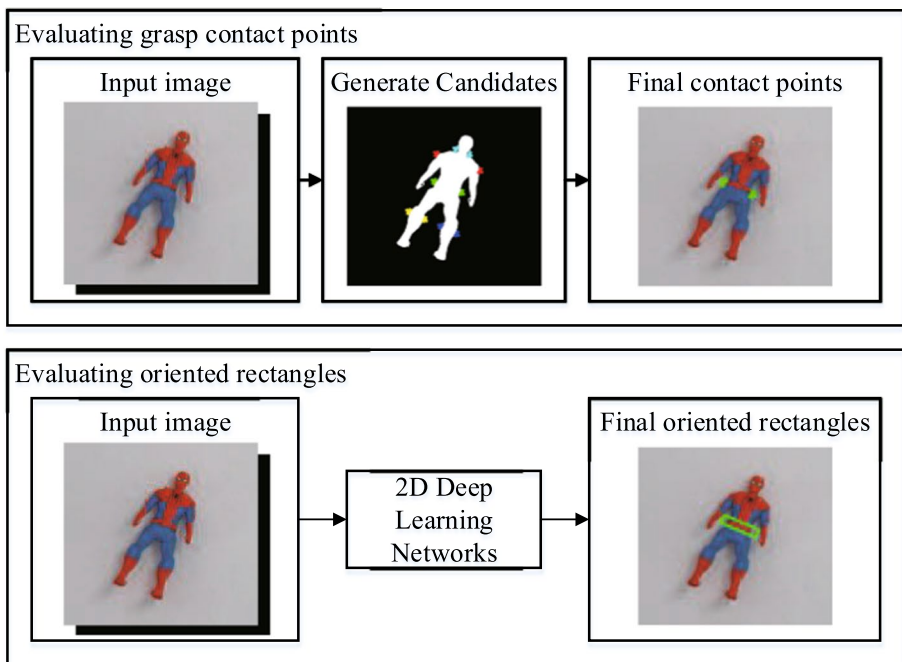 Evaluating grasp contact points
Input image
Generate Candidates
Final contact points
Evaluating oriented rectangles
Input image
2D Deep
Learning
Networks
Final oriented rectangles